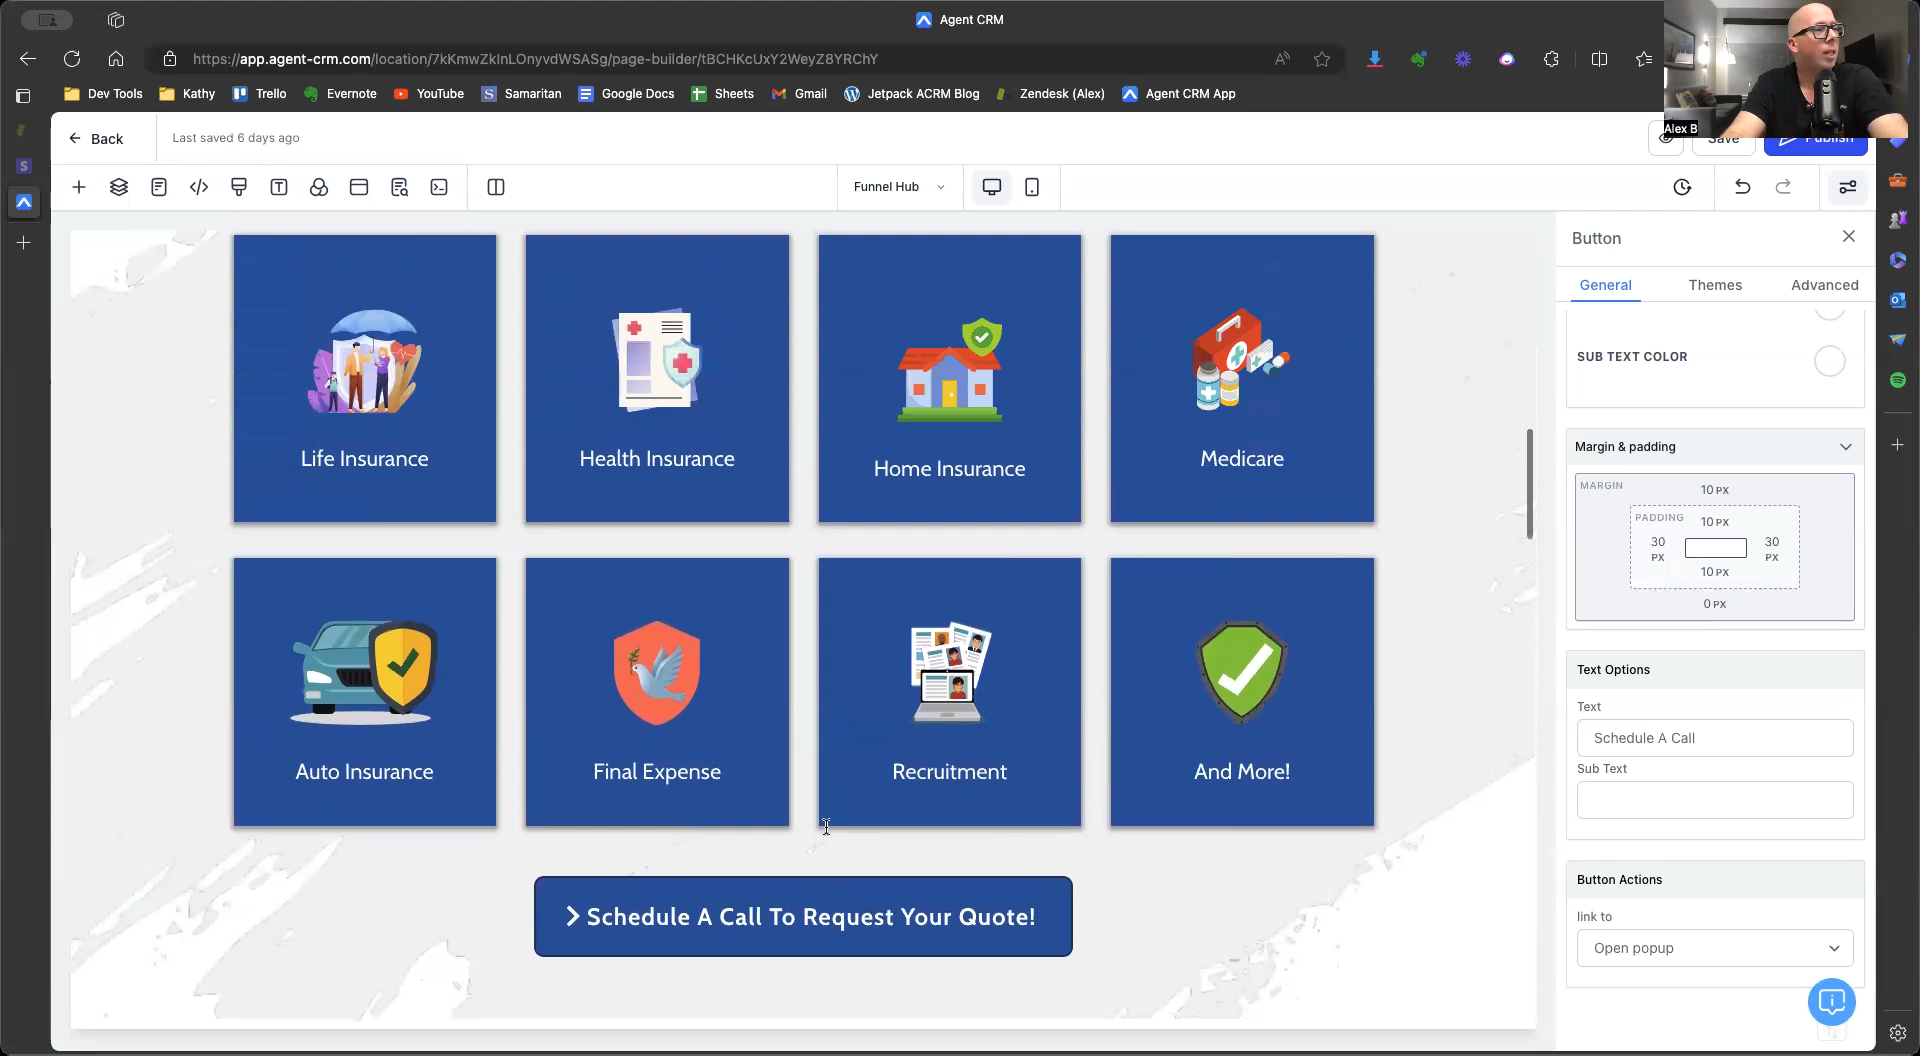 Agent CRM
https://app.agent-crm.com/location/7kKmwZkInLOnyvdWSASg/page-builder/tBCHKcUxY2WeyZ8YRChY
Dev Tools Kathy Trello Evernote YouTube Samaritan Google Docs Sheets Gmail Jetpack ACRM Blog Zendesk (Alex) Agent CRM App
Alex B
Back Last saved 6 days ago Save Publish
Funnel Hub
Button
General Themes Advanced
SUB TEXT COLOR
Margin & padding
MARGIN
10 PX
PADDING
10 PX
30 PX
30 PX
10 PX
0 PX
Text Options
Text
Schedule A Call
Sub Text
Button Actions
link to
Open popup
Life Insurance
Health Insurance
Home Insurance
Medicare
Auto Insurance
Final Expense
Recruitment
And More!
Schedule A Call To Request Your Quote!